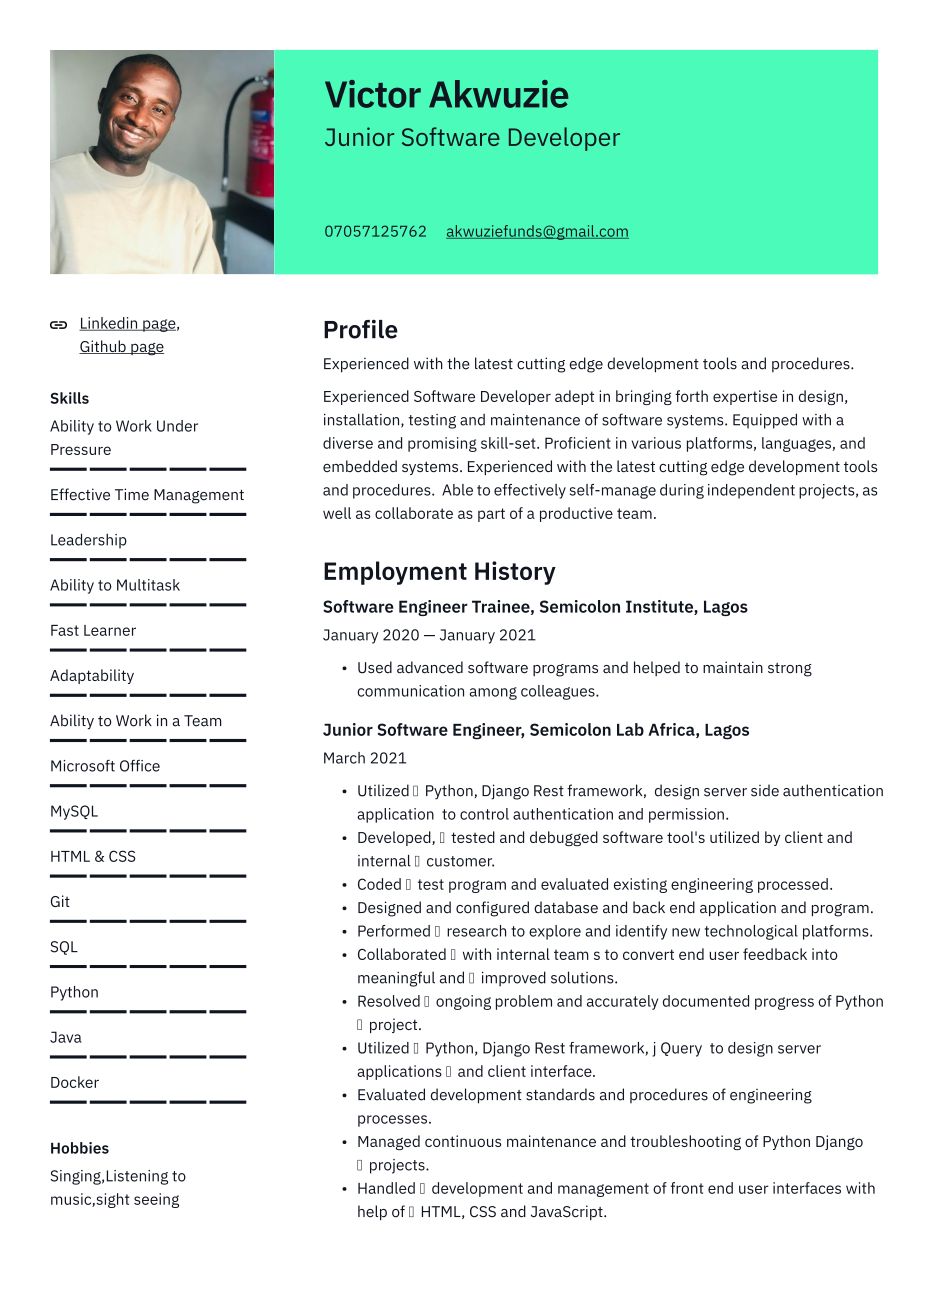 Victor Akwuzie
Junior Software Developer
07057125762 akwuziefunds@gmail.com
Linkedin page,
Github page
Skills
Ability to Work Under
Pressure
Effective Time Management
Leadership
Ability to Multitask
Fast Learner
Adaptability
Ability to Work in a Team
Microsoft Office
MySQL
HTML & CSS
Git
SQL
Python
Java
Docker
Hobbies
Singing,Listening to
music,sight seeing
Profile
Experienced with the latest cutting edge development tools and procedures.
Experienced Software Developer adept in bringing forth expertise in design,
installation, testing and maintenance of software systems. Equipped with a
diverse and promising skill-set. Proficient in various platforms, languages, and
embedded systems. Experienced with the latest cutting edge development tools
and procedures. Able to effectively self-manage during independent projects, as
well as collaborate as part of a productive team.
Employment History
Software Engineer Trainee, Semicolon Institute, Lagos
January 2020 — January 2021
• Used advanced software programs and helped to maintain strong
communication among colleagues.
Junior Software Engineer, Semicolon Lab Africa, Lagos
March 2021
• Utilized ▯ Python, Django Rest framework, design server side authentication
application to control authentication and permission.
• Developed, ▯ tested and debugged software tool's utilized by client and
internal ▯ customer.
• Coded ▯ test program and evaluated existing engineering processed.
• Designed and configured database and back end application and program.
• Performed ▯ research to explore and identify new technological platforms.
• Collaborated ▯ with internal team s to convert end user feedback into
meaningful and ▯ improved solutions.
• Resolved ▯ ongoing problem and accurately documented progress of Python
▯ project.
• Utilized ▯ Python, Django Rest framework, j Query to design server
applications ▯ and client interface.
• Evaluated development standards and procedures of engineering
processes.
• Managed continuous maintenance and troubleshooting of Python Django
▯ projects.
• Handled ▯ development and management of front end user interfaces with
help of ▯ HTML, CSS and JavaScript.